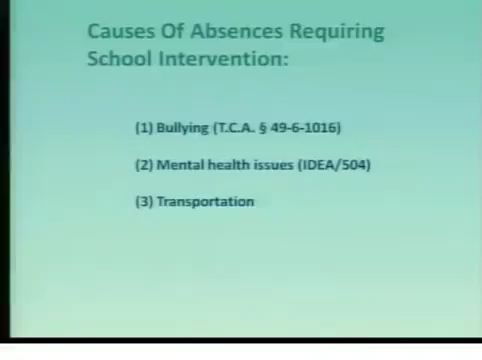 Causes Of Absences Requiring
School Intervention:
(1) Bullying (T.C.A. § 49-6-1016)
(2) Mental health issues (IDEA/504)
(3) Transportation